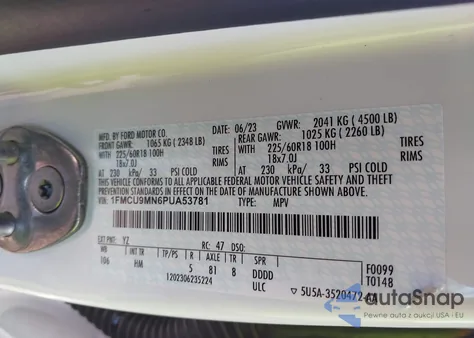 MFD. BY FORD MOTOR CO.
06/23 GVWR: 2041 KG ( 4500 LB)
FRONT GAWR: 1065 KG ( 2348 LB) REAR GAWR: 1025 KG ( 2260 LB)
WITH WITH
225/60R18 100H TIRES 225/60R18 100H TIRES
18x7.0J RIMS 18x7.0J RIMS
AT 230 kPa/ 33 PSI COLD AT 230 kPa/ 33 PSI COLD
THIS VEHICLE CONFORMS TO ALL APPLICABLE FEDERAL MOTOR VEHICLE SAFETY AND THEFT
PREVENTION STANDARDS IN EFFECT ON THE DATE OF MANUFACTURE SHOWN ABOVE.
VIN: 1FMCU9MN6PUA53781 TYPE: MPV
EXT PNT: YZ RC: 47 DSO:
WB INT TR TP/PS R AXLE TR SPR
106 HM 5 81 8 DDDD F0099
1202306235224 ULC T0148
5U5A-3520472-AA
autoSnap
Auction history USA | EU